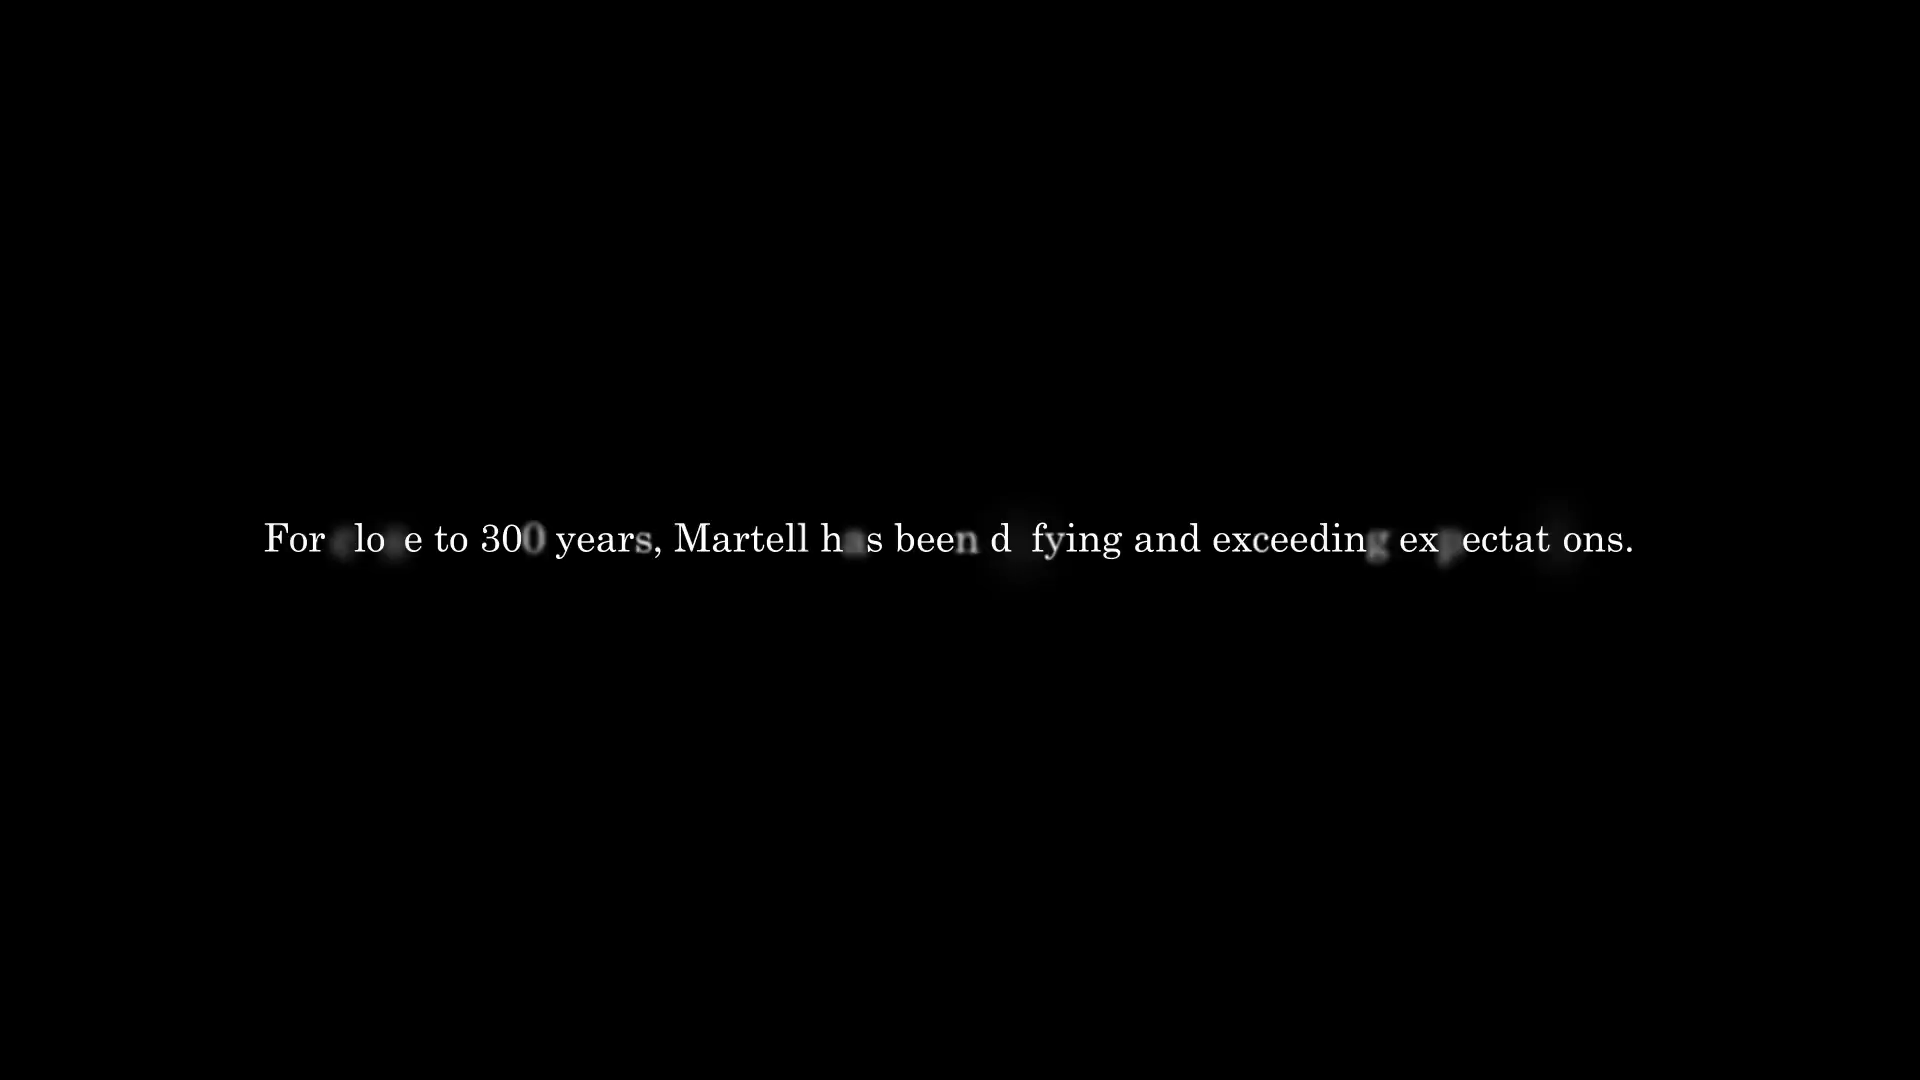 For close to 300 years, Martell has been defying and exceeding expectations.